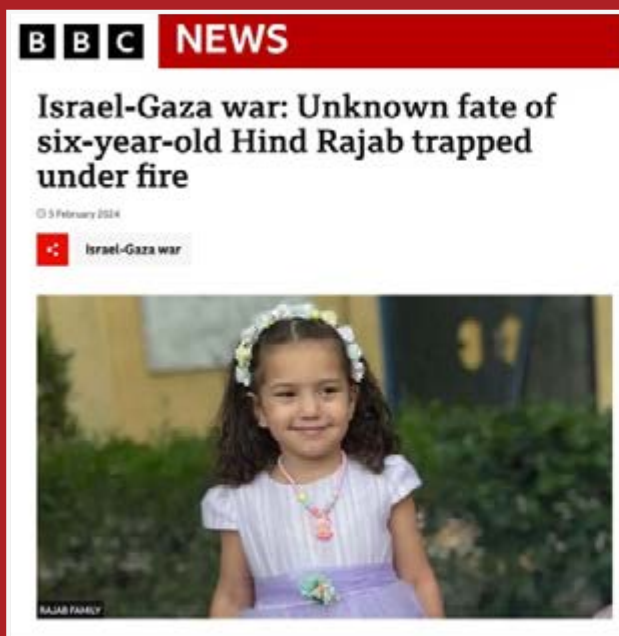 BBC NEWS
Israel-Gaza war: Unknown fate of
six-year-old Hind Rajab trapped
under fire
5 February 2024
Israel-Gaza war
RAJAB FAMILY